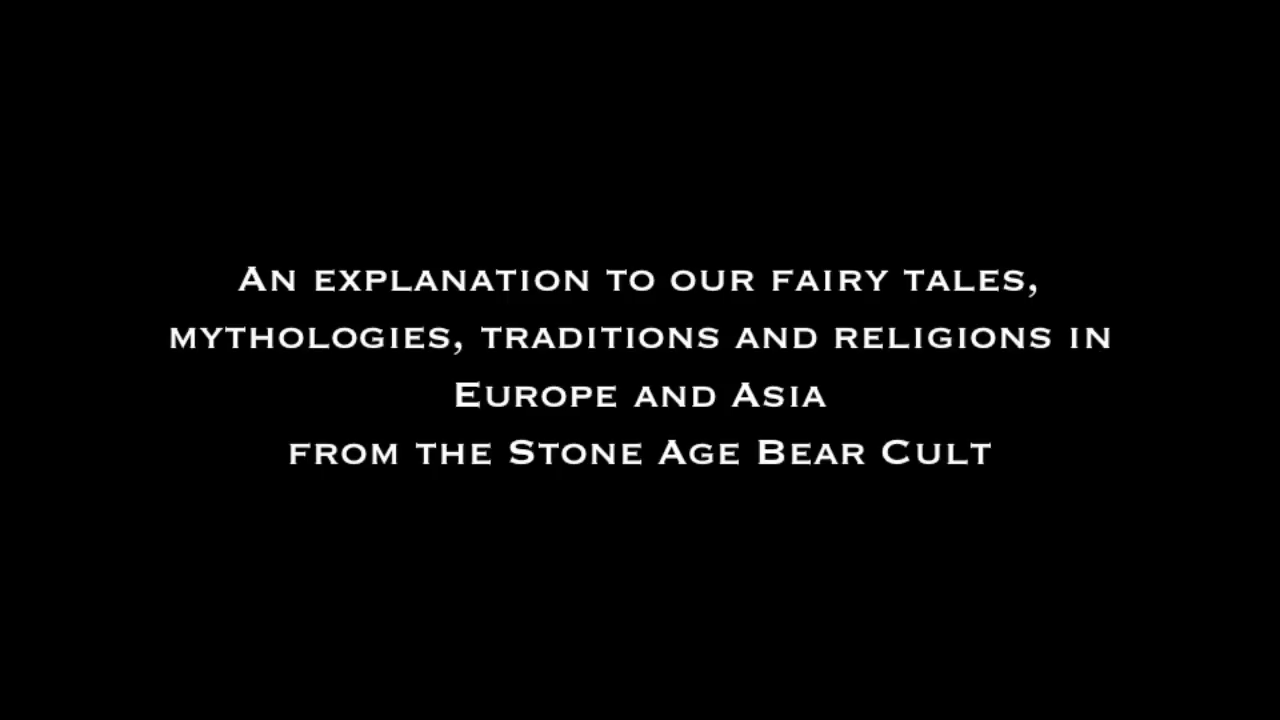 An explanation to our fairy tales,
mythologies, traditions and religions in
Europe and Asia
from the Stone Age Bear Cult